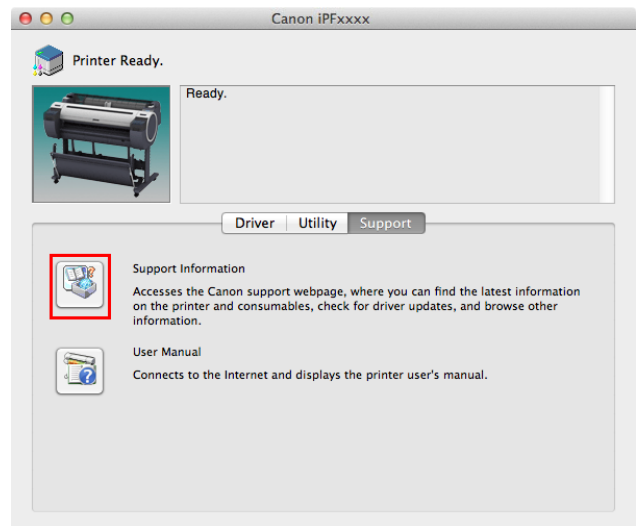 Canon iPFxxxx
Printer Ready.
Ready.
Driver Utility Support
Support Information
Accesses the Canon support webpage, where you can find the latest information
on the printer and consumables, check for driver updates, and browse other
information.
User Manual
Connects to the Internet and displays the printer user's manual.